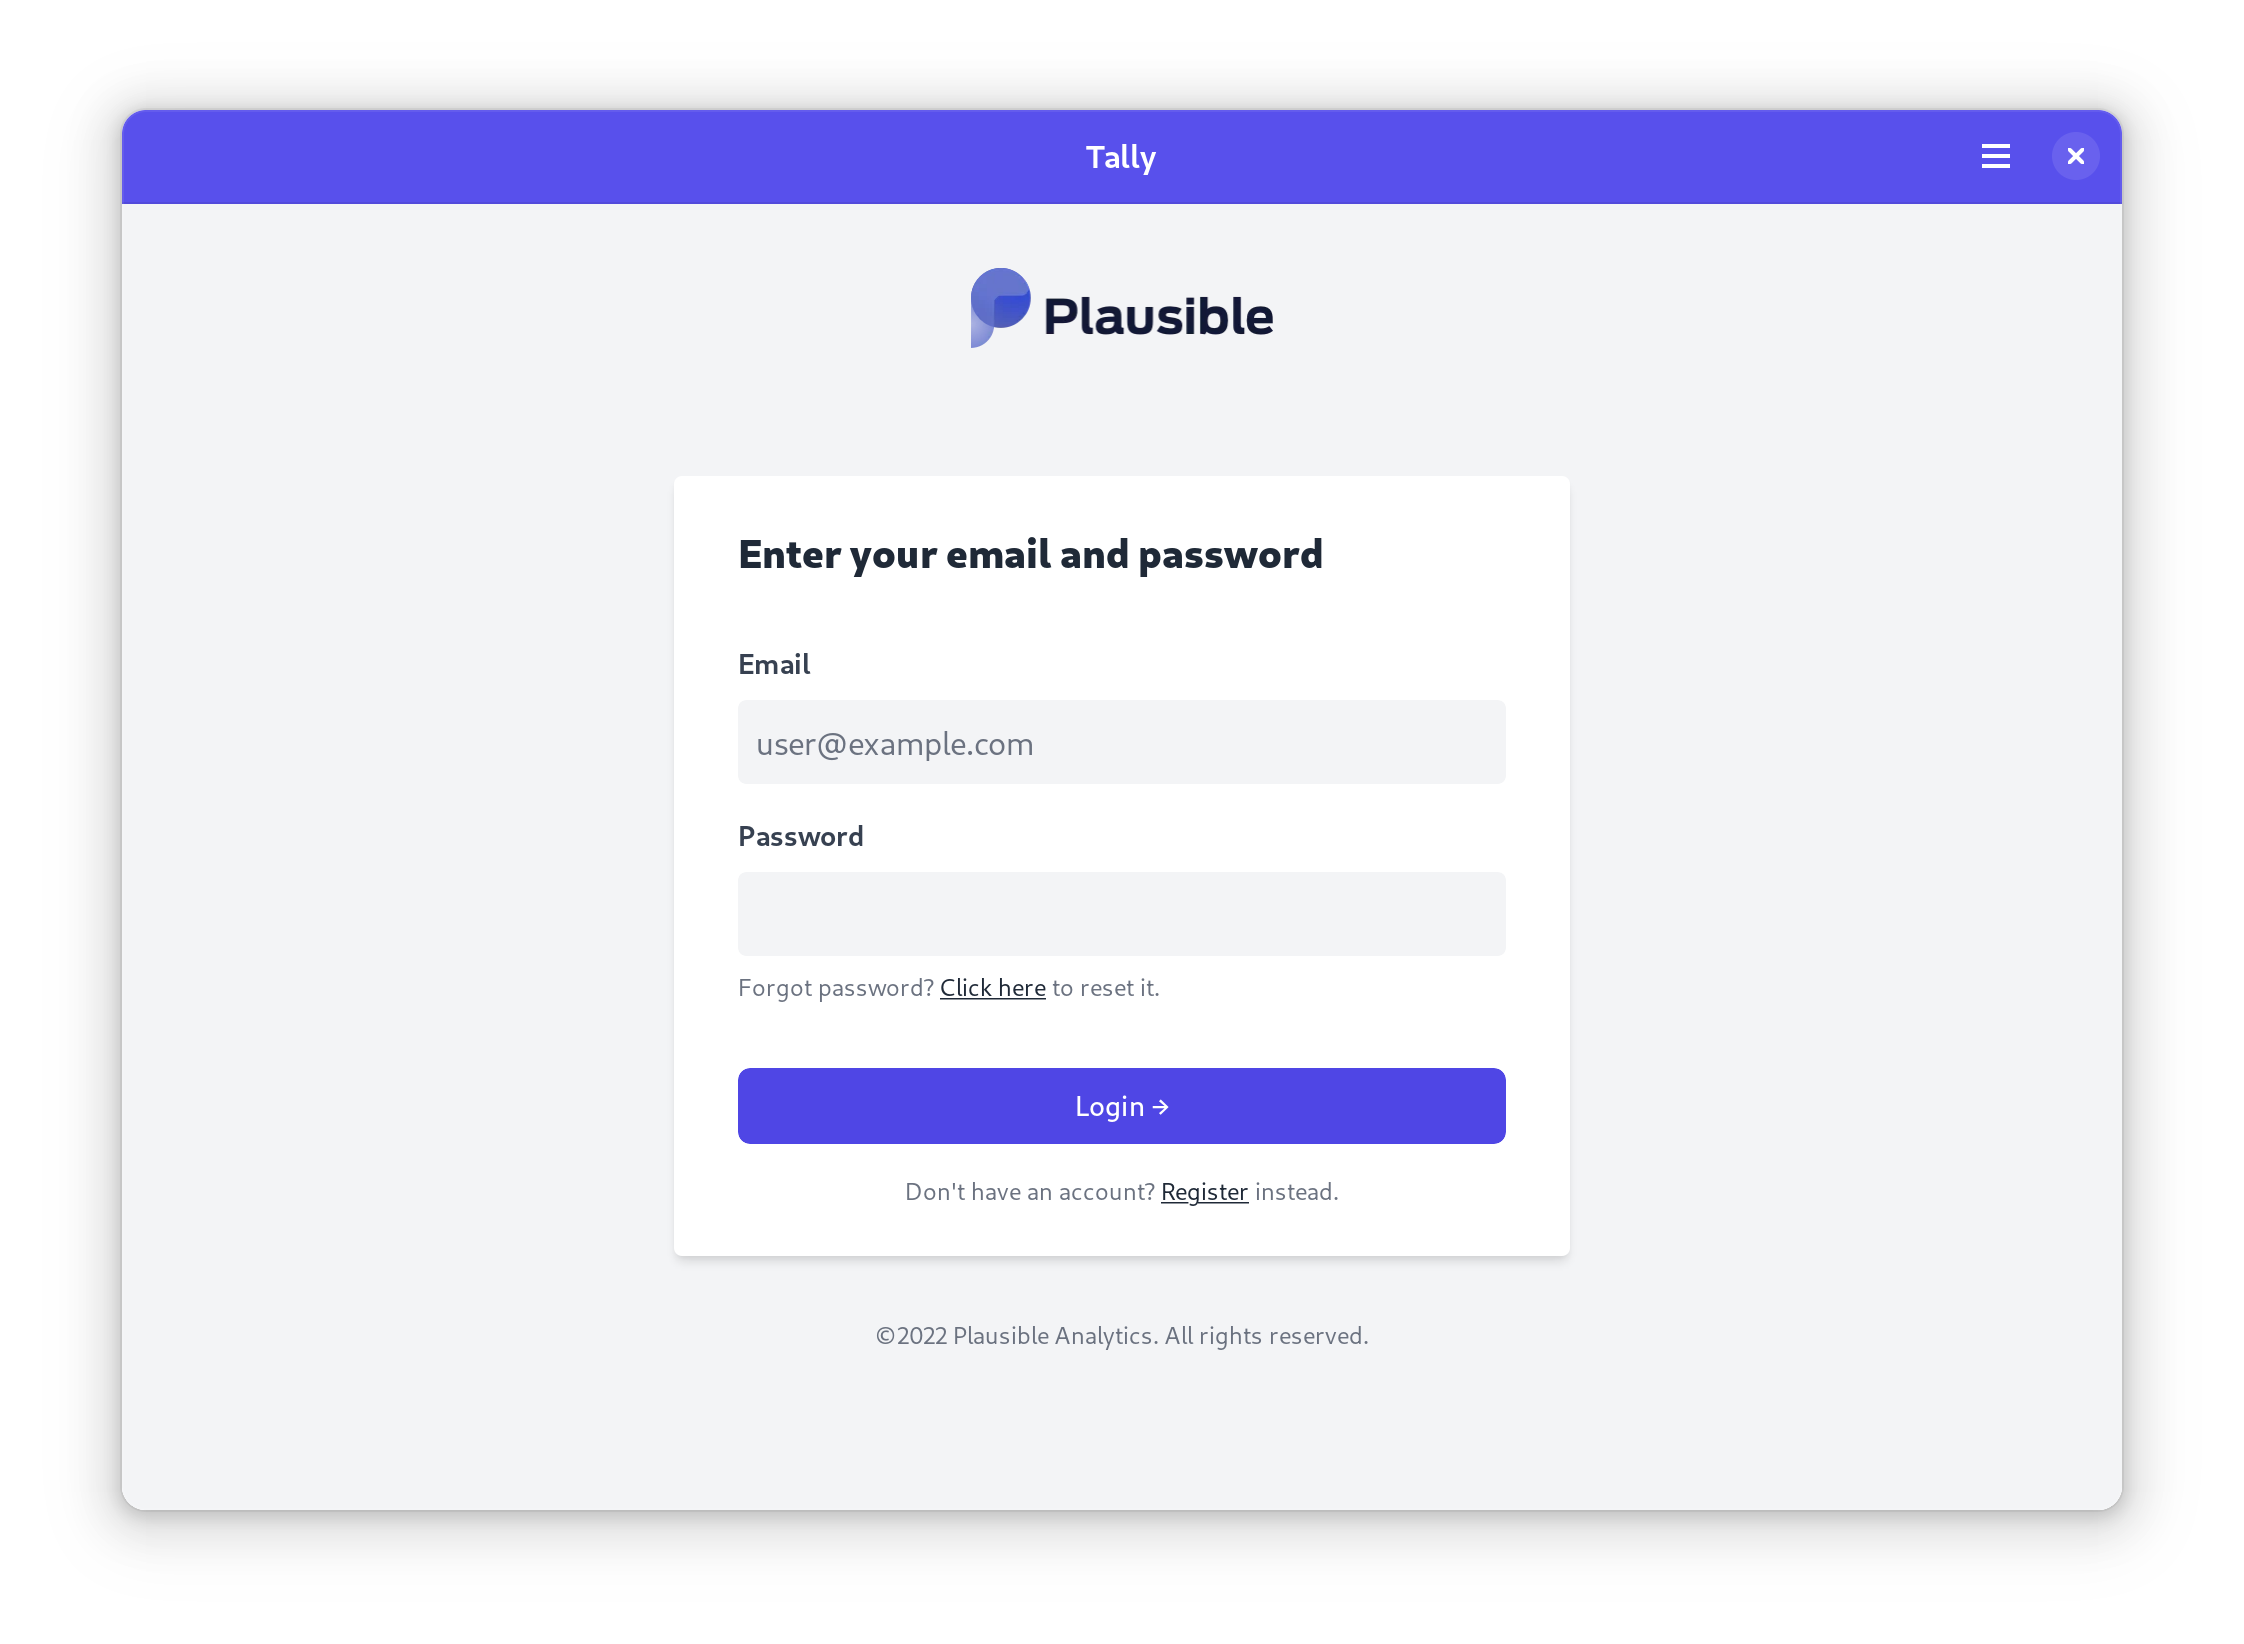 Tally
Plausible
Enter your email and password
Email
user@example.com
Password
Forgot password? Click here to reset it.
Login →
Don't have an account? Register instead.
©2022 Plausible Analytics. All rights reserved.